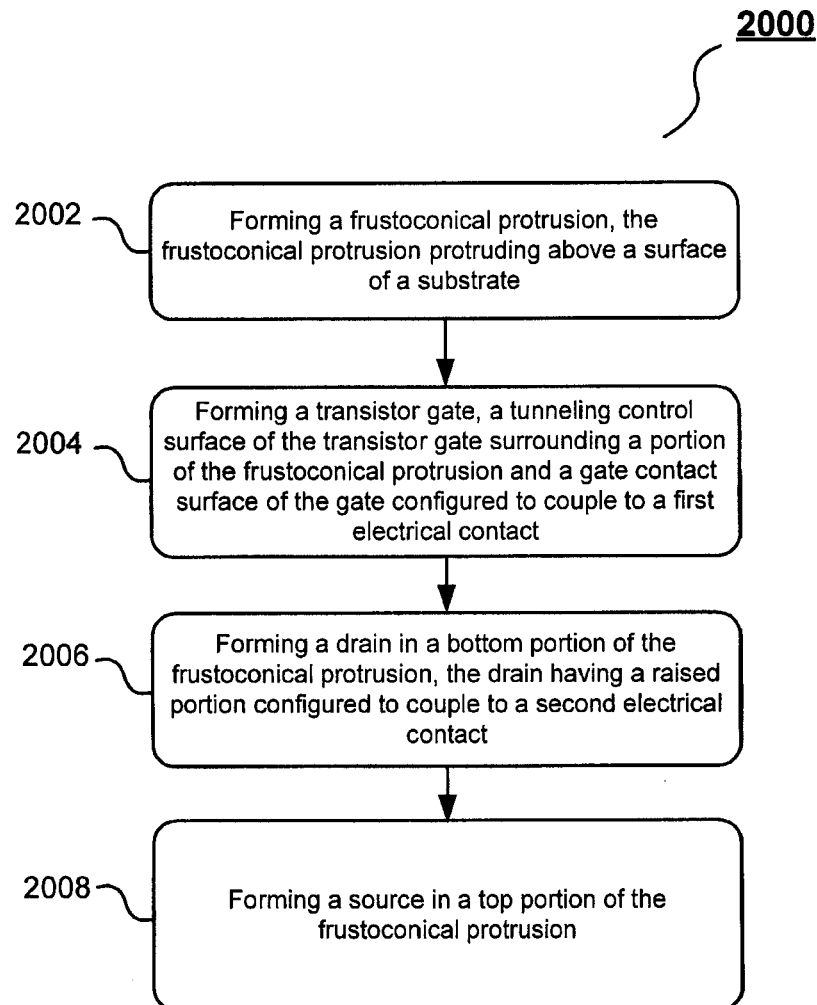 2000
2002
Forming a frustoconical protrusion, the
frustoconical protrusion protruding above a surface
of a substrate
2004
Forming a transistor gate, a tunneling control
surface of the transistor gate surrounding a portion
of the frustoconical protrusion and a gate contact
surface of the gate configured to couple to a first
electrical contact
2006
Forming a drain in a bottom portion of the
frustoconical protrusion, the drain having a raised
portion configured to couple to a second electrical
contact
2008
Forming a source in a top portion of the
frustoconical protrusion